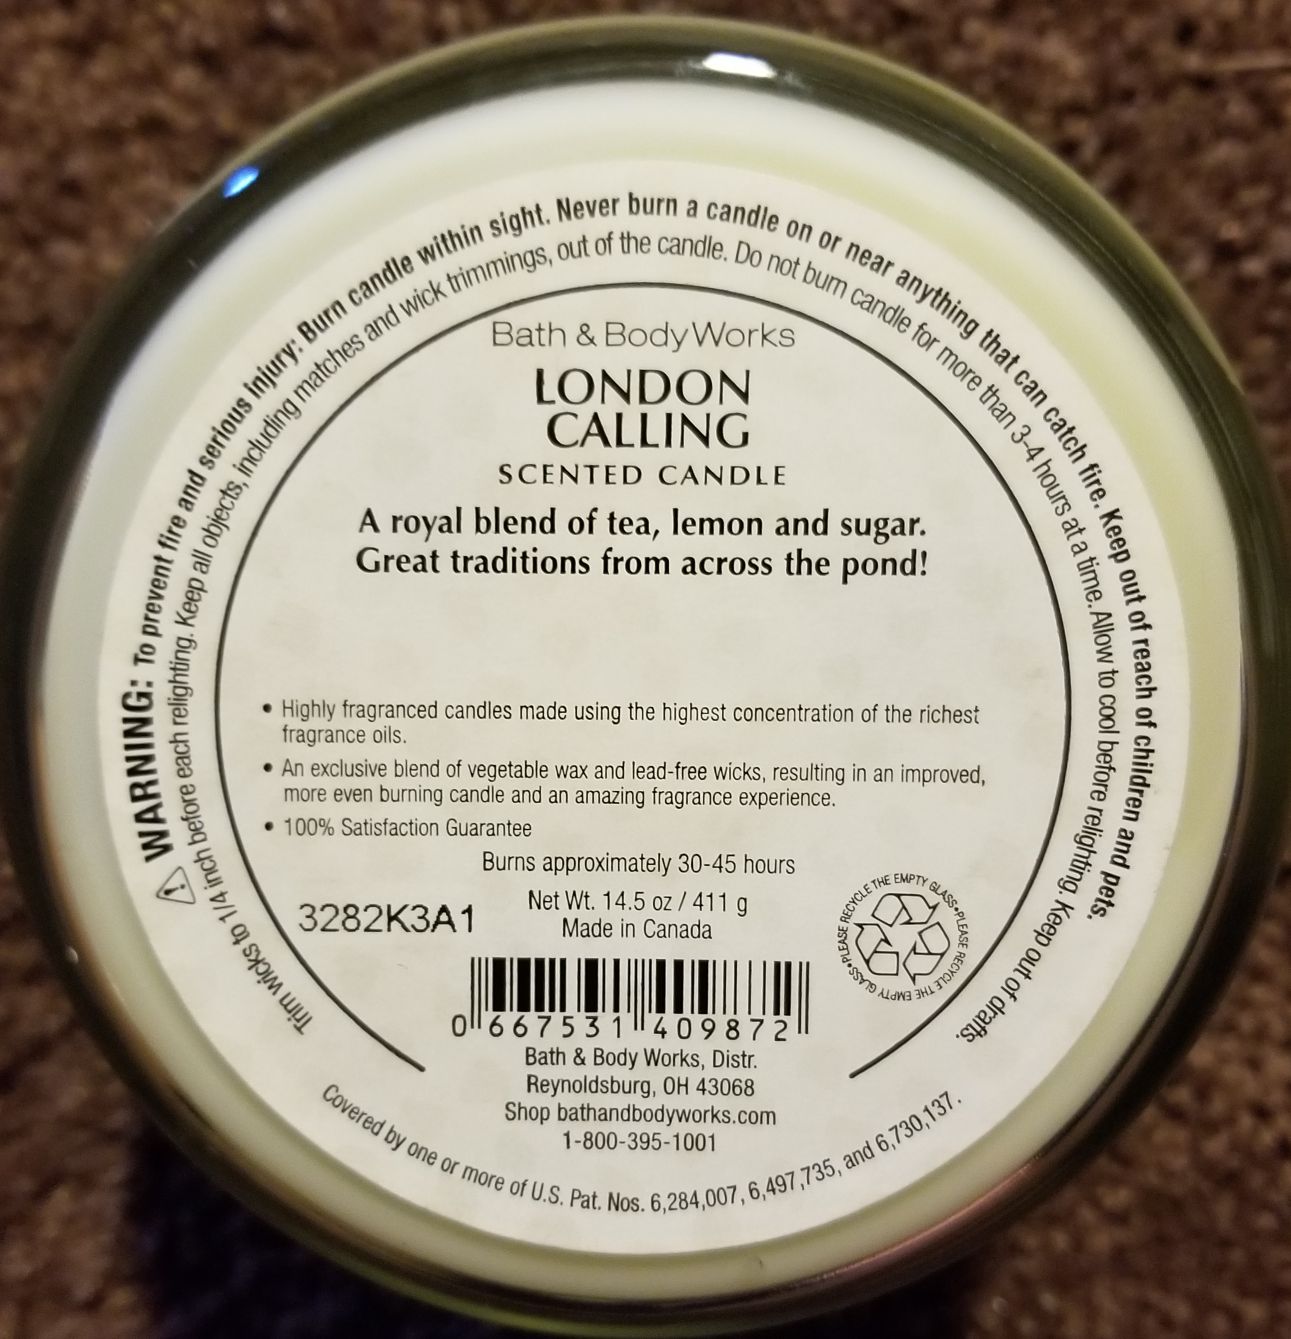 WARNING: To prevent fire and serious injury: Burn candle within sight. Never burn a candle on or near anything that can catch fire. Keep out of reach of children and pets.
Trim wicks to 1/4 inch before each relighting. Keep all objects, including matches and wick trimmings, out of the candle. Do not burn candle for more than 3-4 hours at a time. Allow to cool before relighting. Keep out of drafts.
Bath & Body Works
LONDON
CALLING
SCENTED CANDLE
A royal blend of tea, lemon and sugar.
Great traditions from across the pond!
• Highly fragranced candles made using the highest concentration of the richest
fragrance oils.
• An exclusive blend of vegetable wax and lead-free wicks, resulting in an improved,
more even burning candle and an amazing fragrance experience.
• 100% Satisfaction Guarantee
Burns approximately 30-45 hours
Net Wt. 14.5 oz / 411 g
Made in Canada
3282K3A1
PLEASE RECYCLE THE EMPTY GLASS•PLEASE RECYCLE THE EMPTY GLASS•
0 667531 409872
Bath & Body Works, Distr.
Reynoldsburg, OH 43068
Shop bathandbodyworks.com
1-800-395-1001
Covered by one or more of U.S. Pat. Nos. 6,284,007, 6,497,735, and 6,730,137.